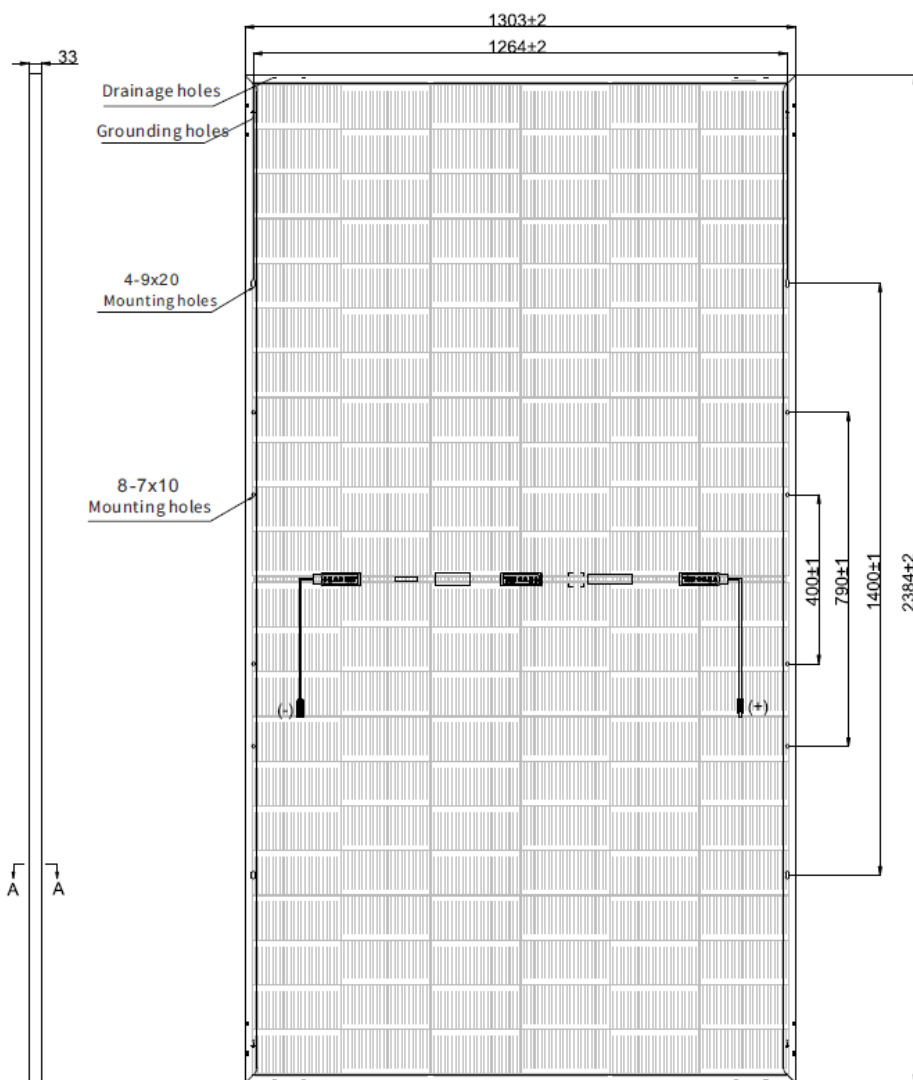 1303±2
1264±2
33
Drainage holes
Grounding holes
4-9x20
Mounting holes
8-7x10
Mounting holes
400±1
790±1
1400±1
2384±2
(-)
(+)
A
A